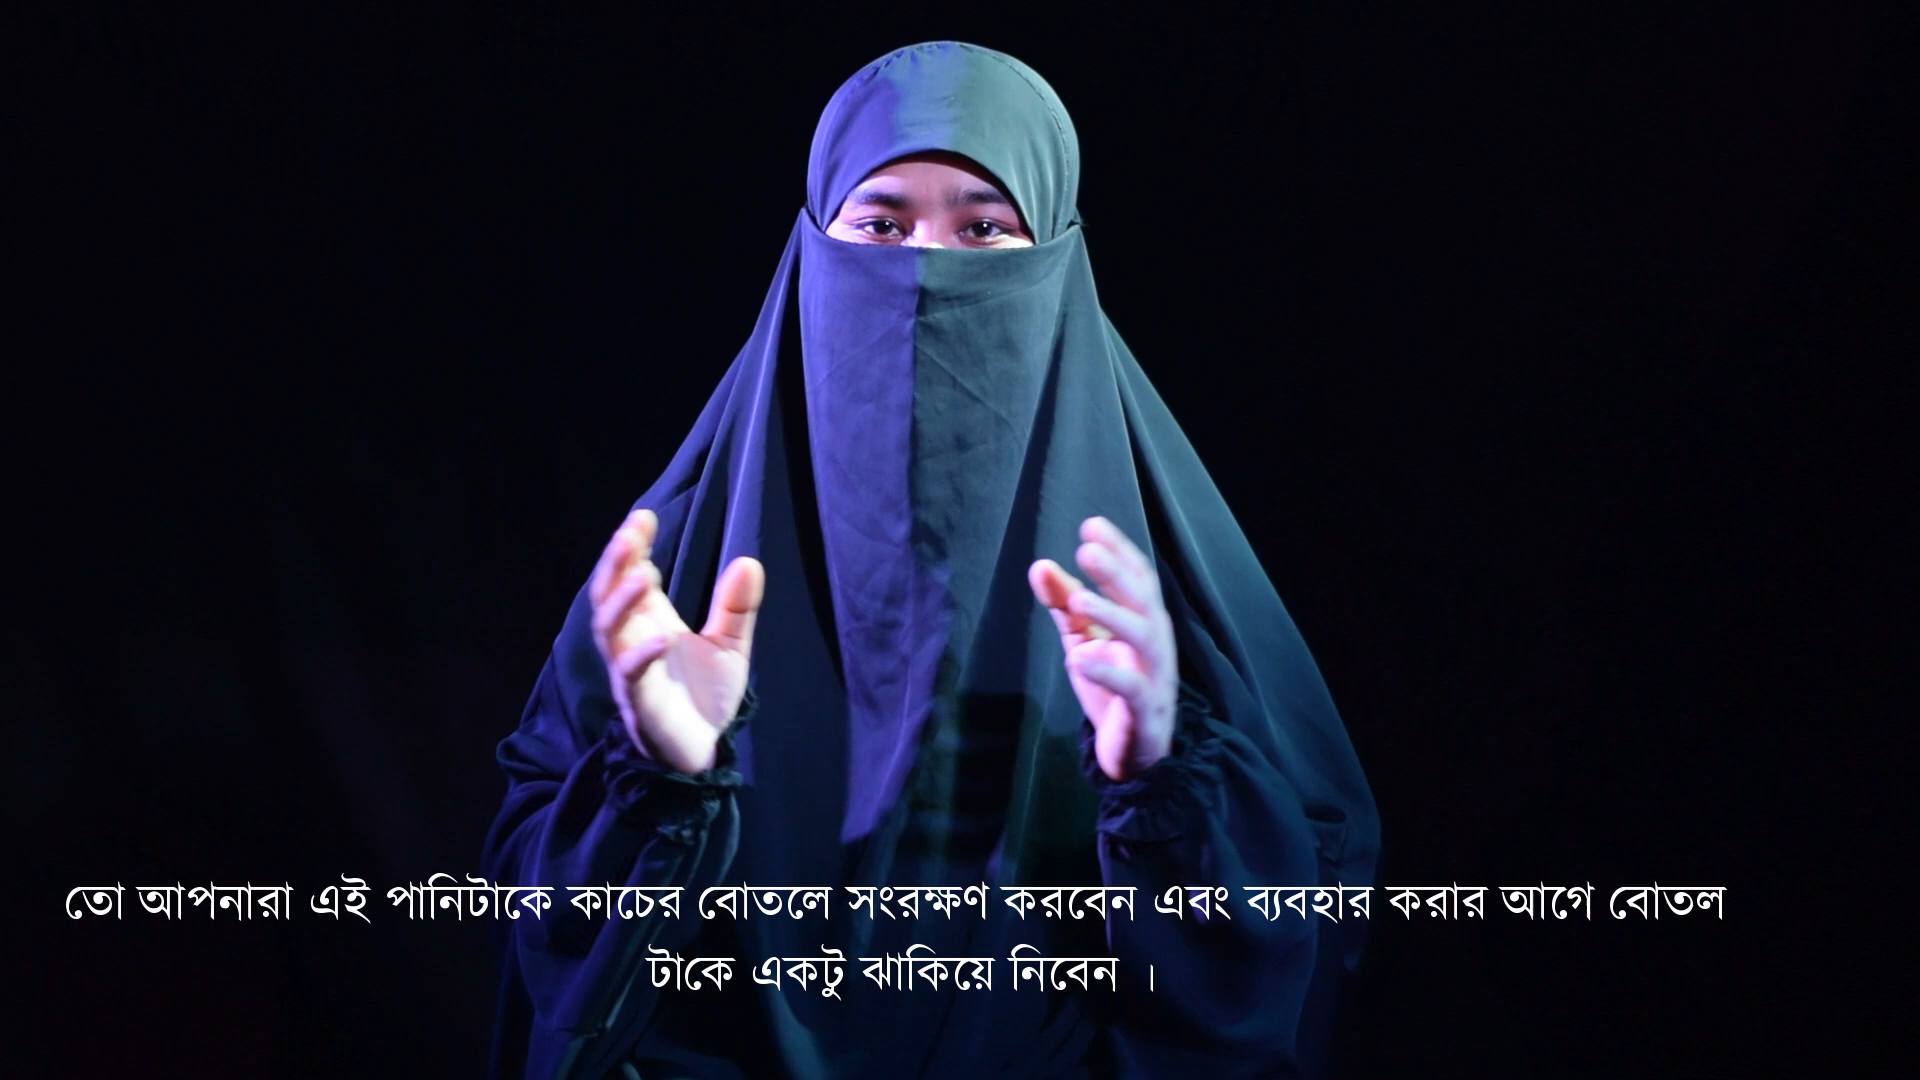 তো আপনারা এই পানিটাকে কাচের বোতলে সংরক্ষণ করবেন এবং ব্যবহার করার আগে বোতল
টাকে একটু ঝাকিয়ে নিবেন ।